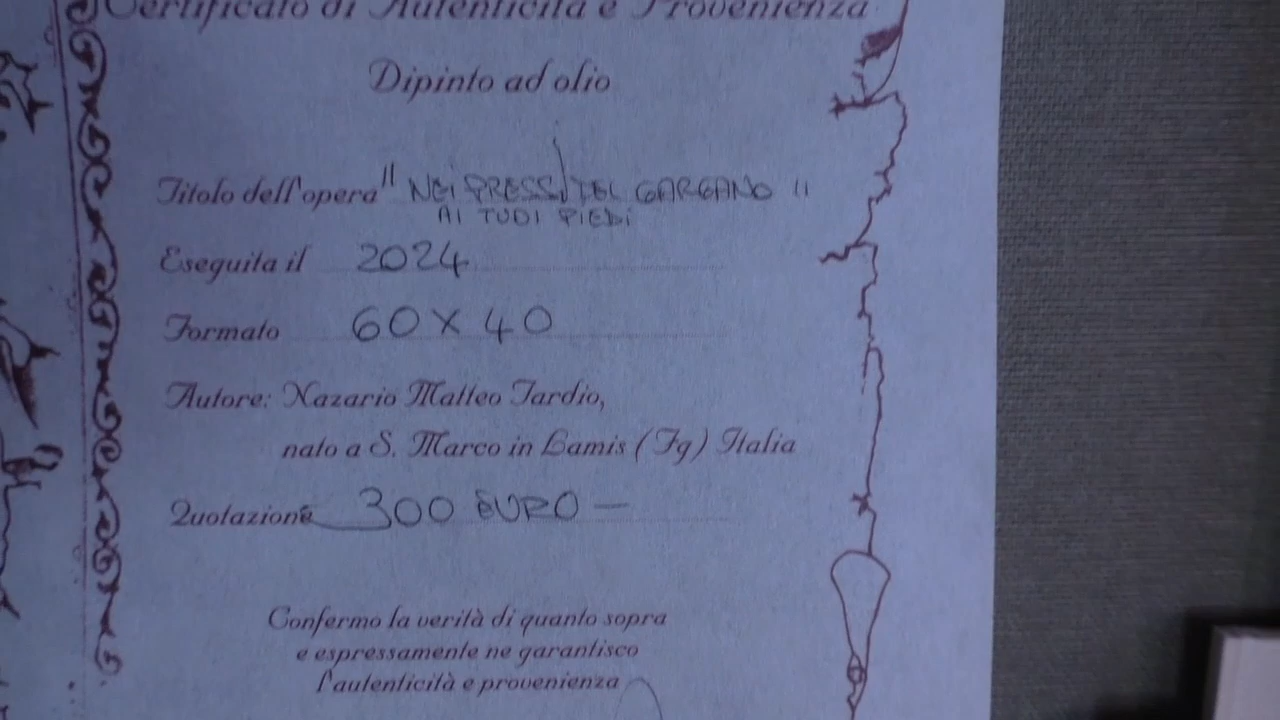 Certificato di Autenticità e Provenienza
Dipinto ad olio
Titolo dell'opera " NEI PRESSI DEL GARGANO "
AI TUOI PIEDI
Eseguita il 2024
Formato 60 X 40
Autore: Nazario Matteo Tardio,
nato a S. Marco in Lamis (Fg) Italia
Quotazione 300 EURO —
Confermo la verità di quanto sopra
e espressamente ne garantisco
l'autenticità e provenienza